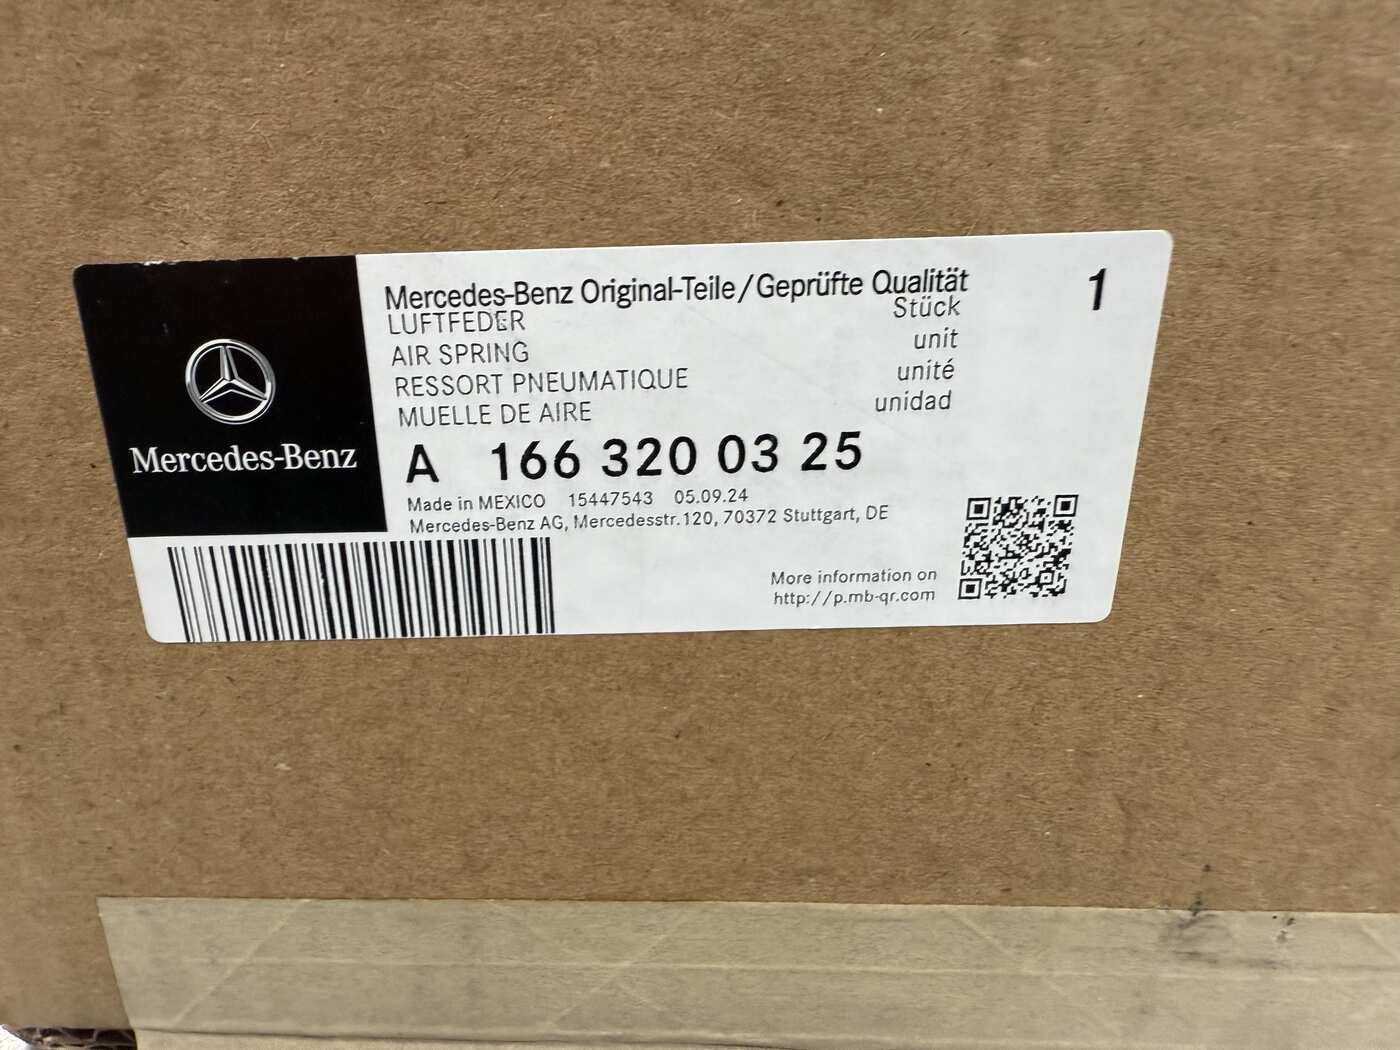 Mercedes-Benz
Mercedes-Benz Original-Teile/Geprüfte Qualität
LUFTFEDER
AIR SPRING
RESSORT PNEUMATIQUE
MUELLE DE AIRE
Stück
unit
unité
unidad
1
A 166 320 03 25
Made in MEXICO 15447543 05.09.24
Mercedes-Benz AG, Mercedesstr.120, 70372 Stuttgart, DE
More information on
http://p.mb-qr.com